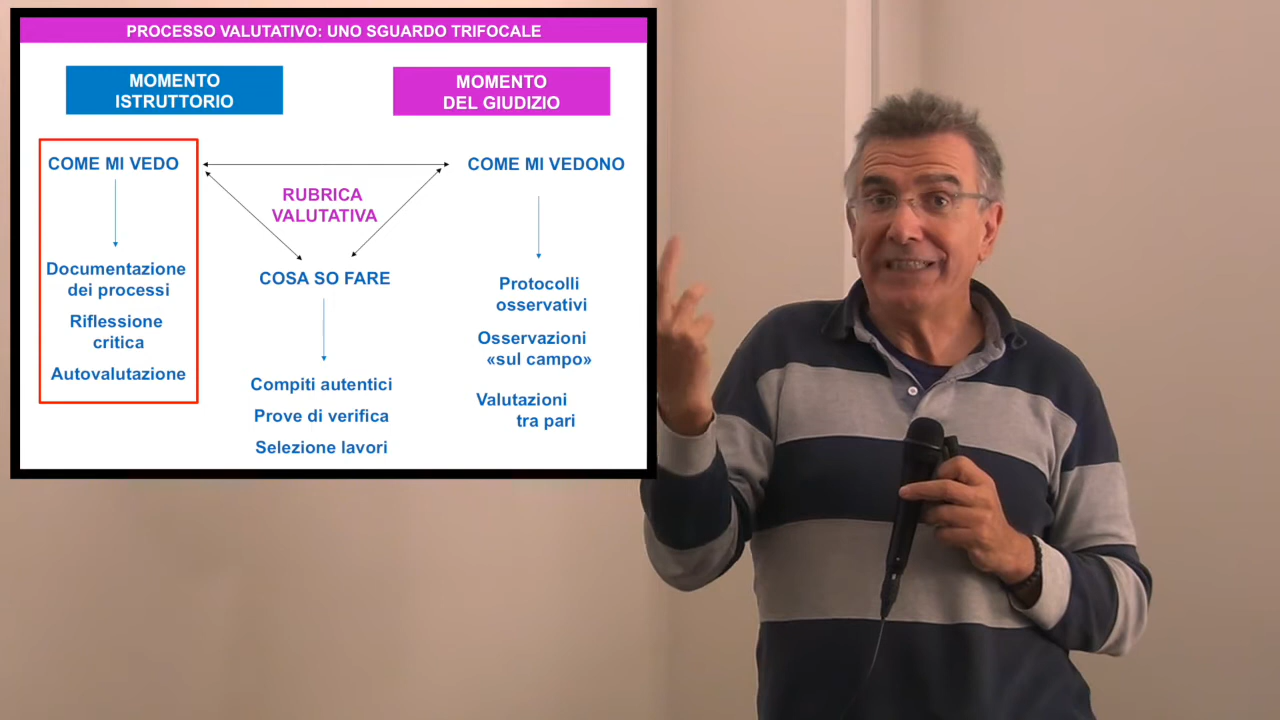 PROCESSO VALUTATIVO: UNO SGUARDO TRIFOCALE
MOMENTO
ISTRUTTORIO
MOMENTO
DEL GIUDIZIO
COME MI VEDO
COME MI VEDONO
RUBRICA
VALUTATIVA
COSA SO FARE
Documentazione
dei processi
Riflessione
critica
Autovalutazione
Compiti autentici
Prove di verifica
Selezione lavori
Protocolli
osservativi
Osservazioni
«sul campo»
Valutazioni
tra pari